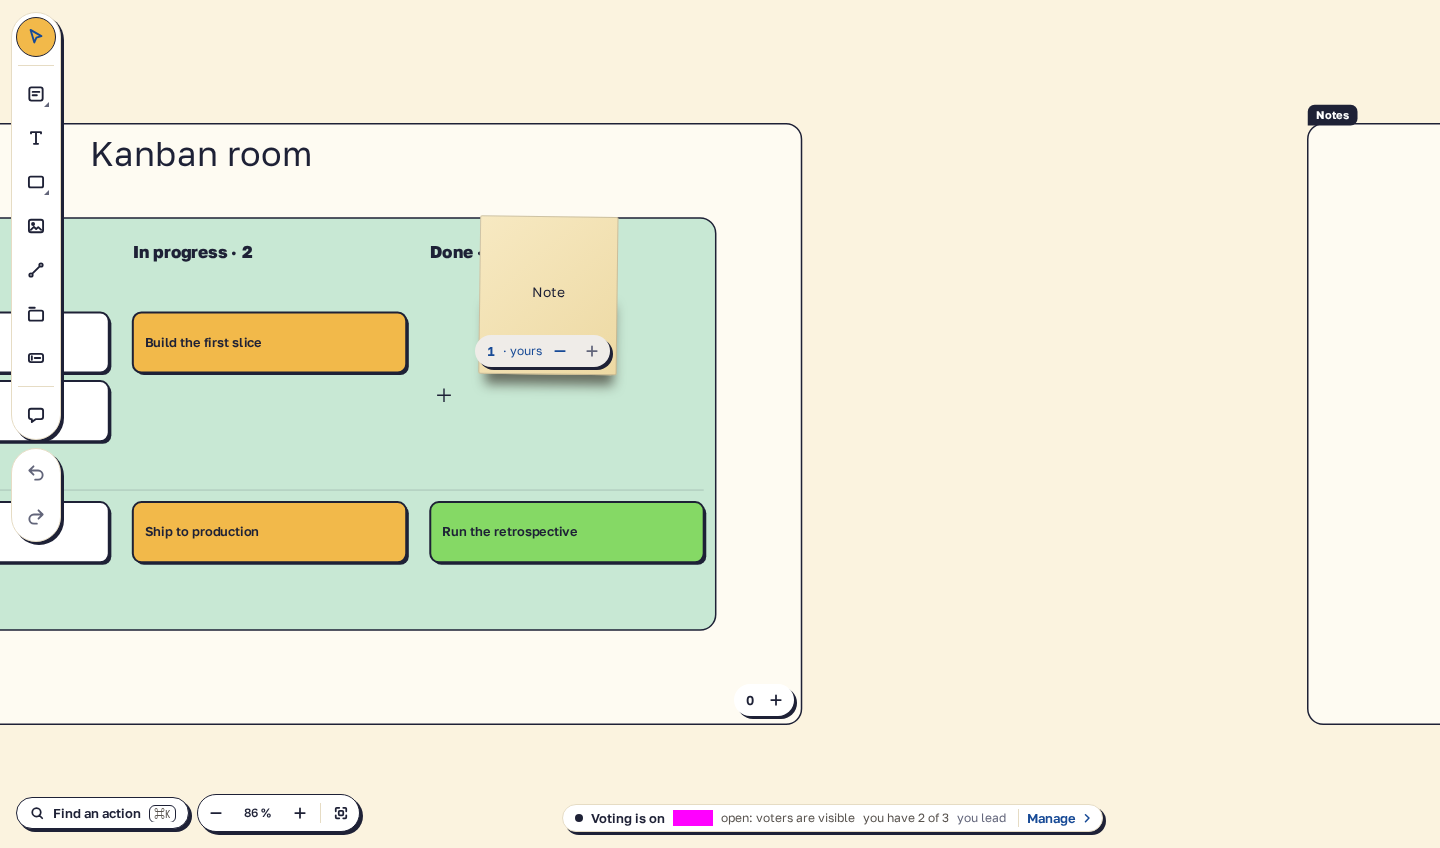 Notes
Kanban room
In progress · 2
Done ·
Note
Build the first slice
1 · yours
Ship to production
Run the retrospective
0
Find an action ⌘K
86 %
Voting is on open: voters are visible you have 2 of 3 you lead Manage